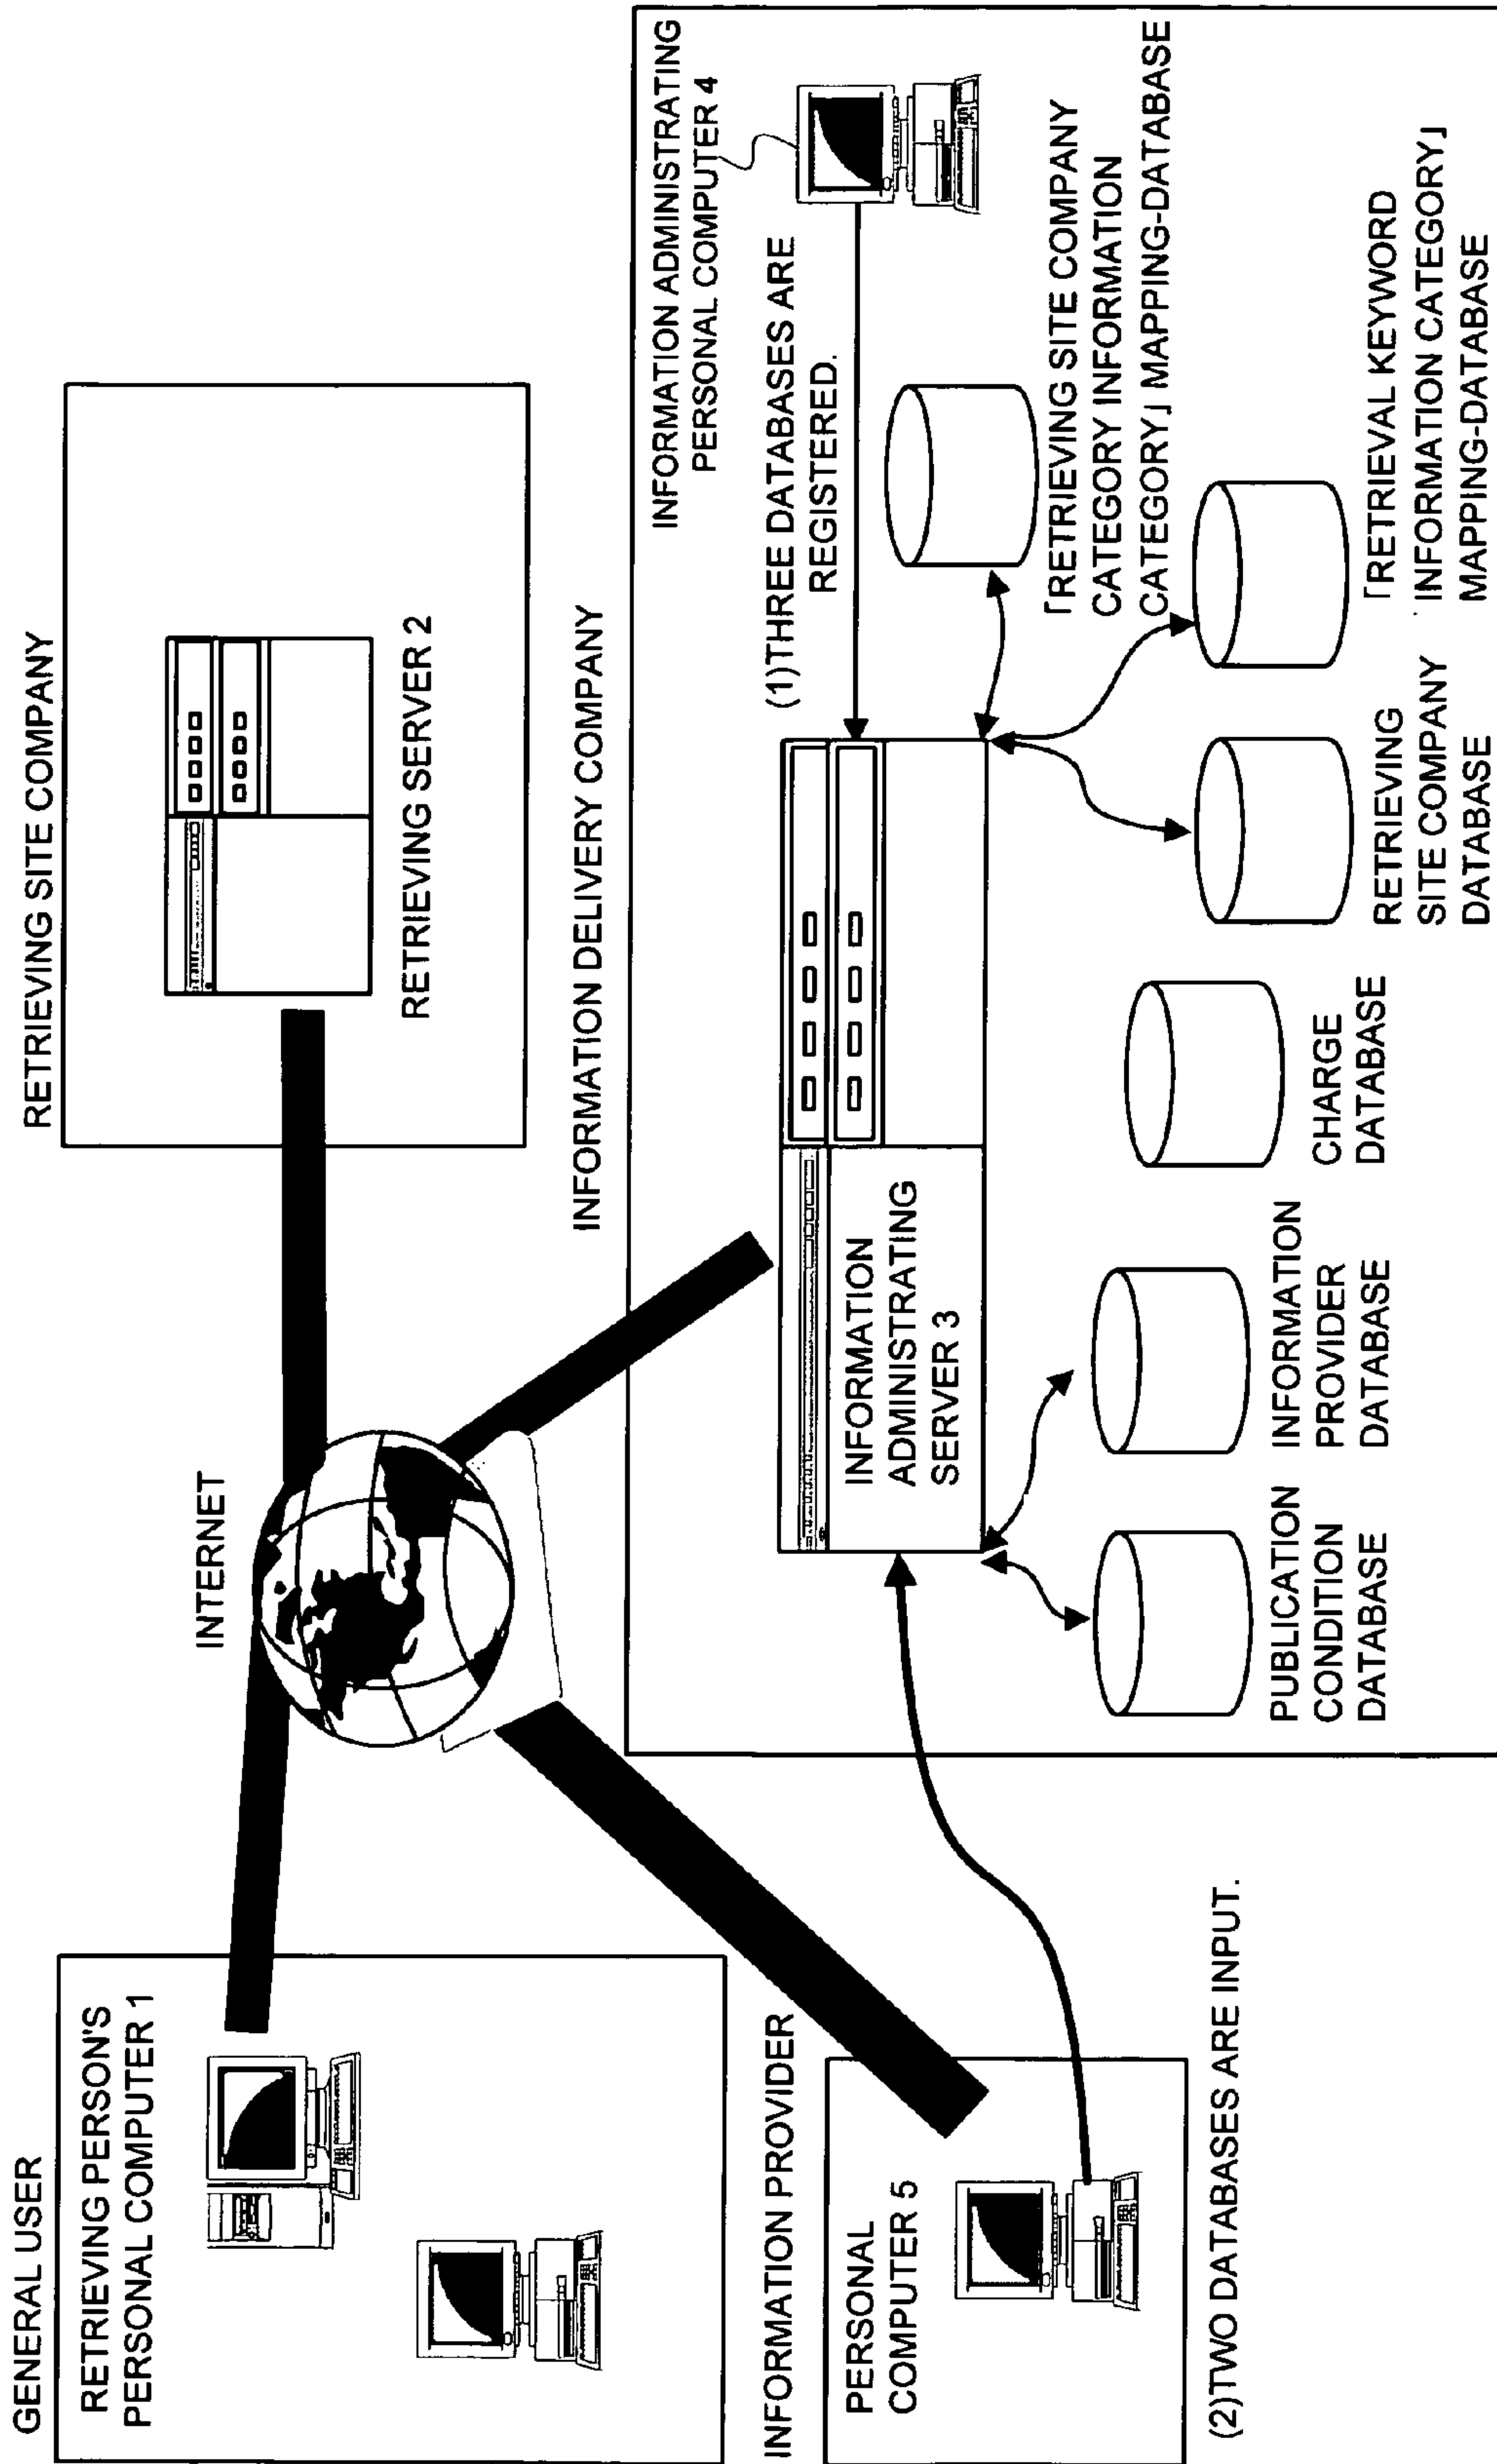 GENERAL USER
RETRIEVING PERSON'S
PERSONAL COMPUTER 1
INTERNET
RETRIEVING SITE COMPANY
RETRIEVING SERVER 2
INFORMATION PROVIDER
PERSONAL
COMPUTER 5
(2)TWO DATABASES ARE INPUT.
INFORMATION DELIVERY COMPANY
INFORMATION ADMINISTRATING
PERSONAL COMPUTER 4
(1)THREE DATABASES ARE
REGISTERED.
INFORMATION
ADMINISTRATING
SERVER 3
「RETRIEVING SITE COMPANY
CATEGORY INFORMATION
CATEGORY」 MAPPING-DATABASE
PUBLICATION
CONDITION
DATABASE
INFORMATION
PROVIDER
DATABASE
CHARGE
DATABASE
RETRIEVING
SITE COMPANY
DATABASE
「RETRIEVAL KEYWORD
INFORMATION CATEGORY」
MAPPING-DATABASE